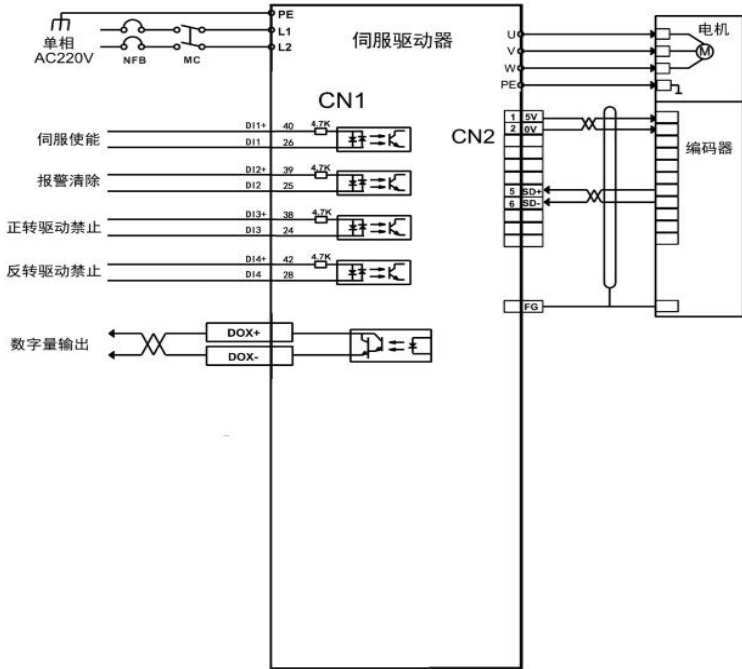 PE
单相
AC220V
NFB
MC
L1
L2
伺服驱动器
U
V
W
PE
电机
M
CN1
CN2
1 5V
2 0V
5 SD+
6 SD-
FG
编码器
伺服使能
DI1+ 40 4.7K
DI1 26
报警清除
DI2+ 39 4.7K
DI2 25
正转驱动禁止
DI3+ 38 4.7K
DI3 24
反转驱动禁止
DI4+ 42 4.7K
DI4 28
数字量输出
DOX+
DOX-